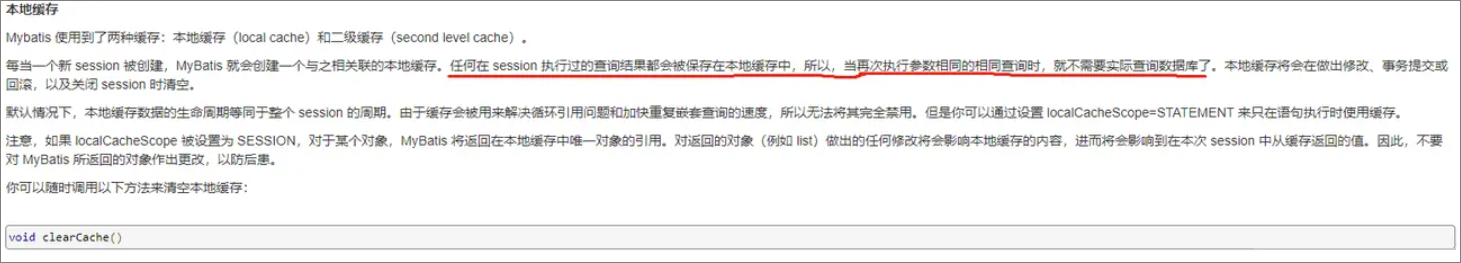 本地缓存
Mybatis 使用到了两种缓存：本地缓存（local cache）和二级缓存（second level cache）。
每当一个新 session 被创建，MyBatis 就会创建一个与之相关联的本地缓存。任何在 session 执行过的查询结果都会被保存在本地缓存中，所以，当再次执行参数相同的相同查询时，就不需要实际查询数据库了。本地缓存将会在做出修改、事务提交或
回滚，以及关闭 session 时清空。
默认情况下，本地缓存数据的生命周期等同于整个 session 的周期。由于缓存会被用来解决循环引用问题和加快重复嵌套查询的速度，所以无法将其完全禁用。但是你可以通过设置 localCacheScope=STATEMENT 来只在语句执行时使用缓存。
注意，如果 localCacheScope 被设置为 SESSION，对于某个对象，MyBatis 将返回在本地缓存中唯一对象的引用。对返回的对象（例如 list）做出的任何修改将会影响本地缓存的内容，进而将会影响到在本次 session 中从缓存返回的值。因此，不要
对 MyBatis 所返回的对象作出更改，以防后患。
你可以随时调用以下方法来清空本地缓存：
void clearCache()